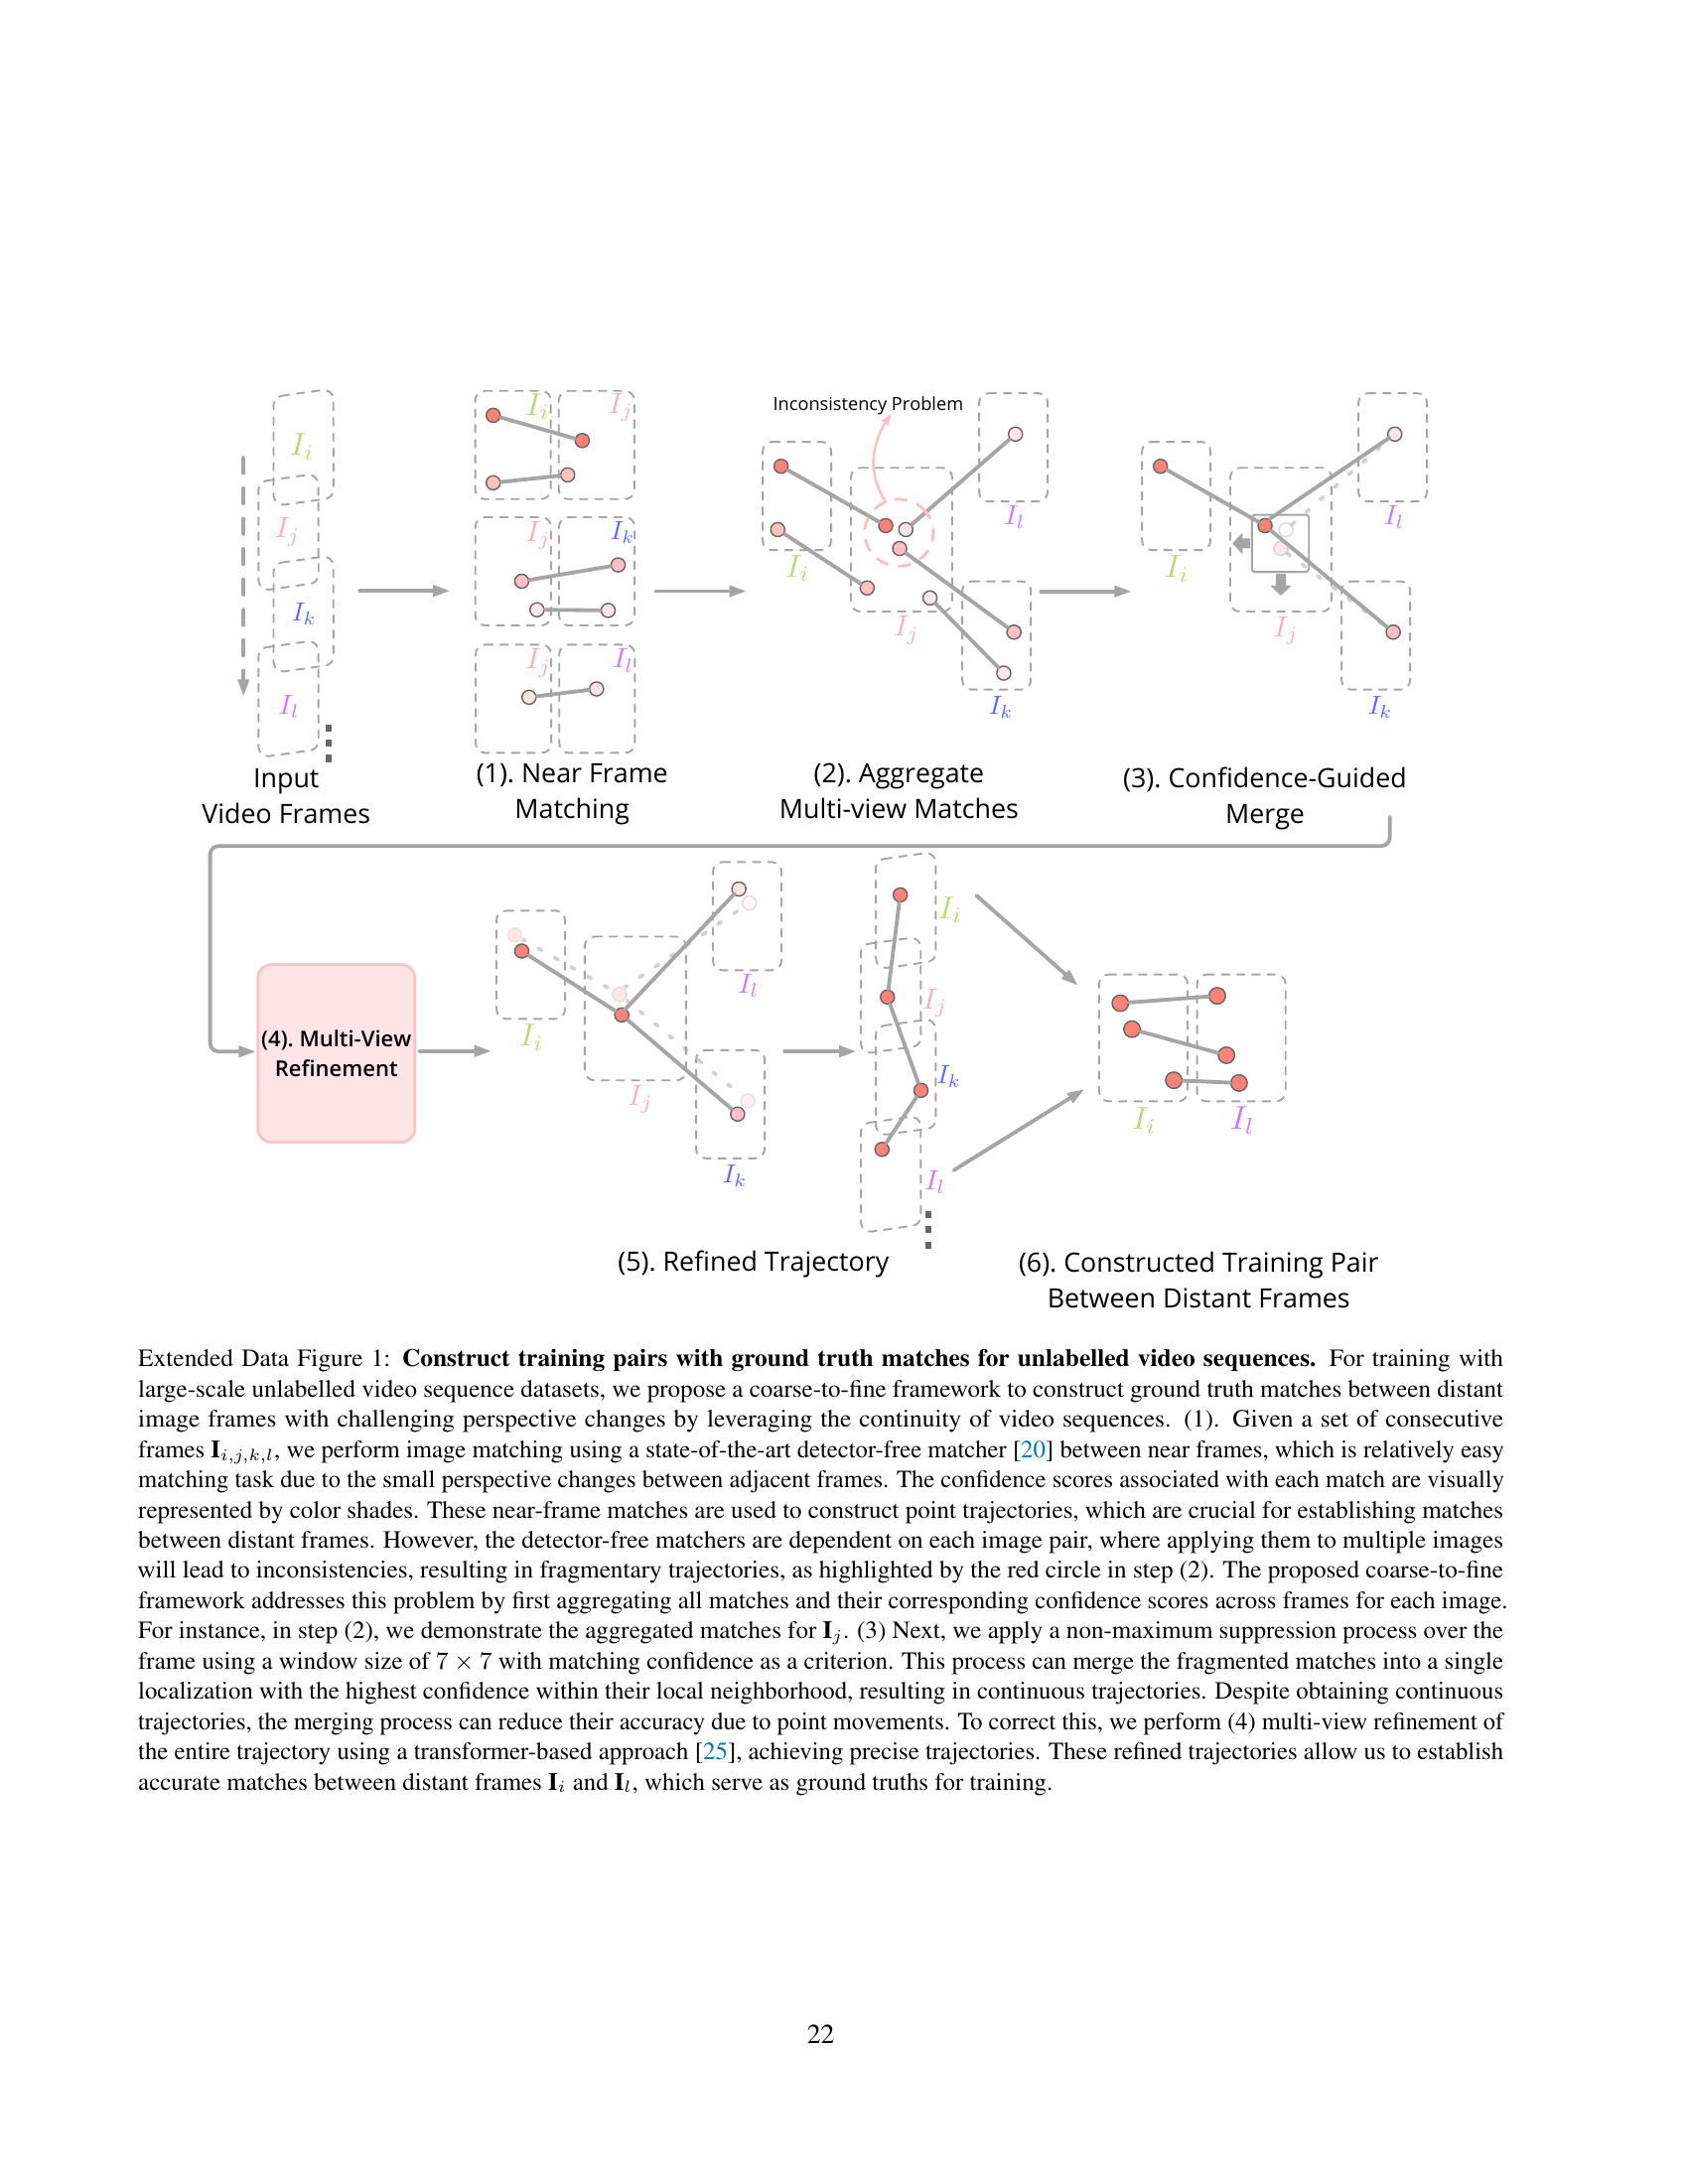 I_i
I_j
I_k
I_l
Input
Video Frames
I_i I_j
I_j I_k
I_j I_l
(1). Near Frame
Matching
Inconsistency Problem
I_l
I_i
I_j
I_k
(2). Aggregate
Multi-view Matches
I_l
I_i
I_j
I_k
(3). Confidence-Guided
Merge
(4). Multi-View
Refinement
I_l
I_i
I_j
I_k
I_i
I_j
I_k
I_l
(5). Refined Trajectory
I_i I_l
(6). Constructed Training Pair
Between Distant Frames
Extended Data Figure 1: Construct training pairs with ground truth matches for unlabelled video sequences. For training with
large-scale unlabelled video sequence datasets, we propose a coarse-to-fine framework to construct ground truth matches between distant
image frames with challenging perspective changes by leveraging the continuity of video sequences. (1). Given a set of consecutive
frames I_{i,j,k,l}, we perform image matching using a state-of-the-art detector-free matcher [20] between near frames, which is relatively easy
matching task due to the small perspective changes between adjacent frames. The confidence scores associated with each match are visually
represented by color shades. These near-frame matches are used to construct point trajectories, which are crucial for establishing matches
between distant frames. However, the detector-free matchers are dependent on each image pair, where applying them to multiple images
will lead to inconsistencies, resulting in fragmentary trajectories, as highlighted by the red circle in step (2). The proposed coarse-to-fine
framework addresses this problem by first aggregating all matches and their corresponding confidence scores across frames for each image.
For instance, in step (2), we demonstrate the aggregated matches for I_j. (3) Next, we apply a non-maximum suppression process over the
frame using a window size of 7 × 7 with matching confidence as a criterion. This process can merge the fragmented matches into a single
localization with the highest confidence within their local neighborhood, resulting in continuous trajectories. Despite obtaining continuous
trajectories, the merging process can reduce their accuracy due to point movements. To correct this, we perform (4) multi-view refinement of
the entire trajectory using a transformer-based approach [25], achieving precise trajectories. These refined trajectories allow us to establish
accurate matches between distant frames I_i and I_l, which serve as ground truths for training.
22